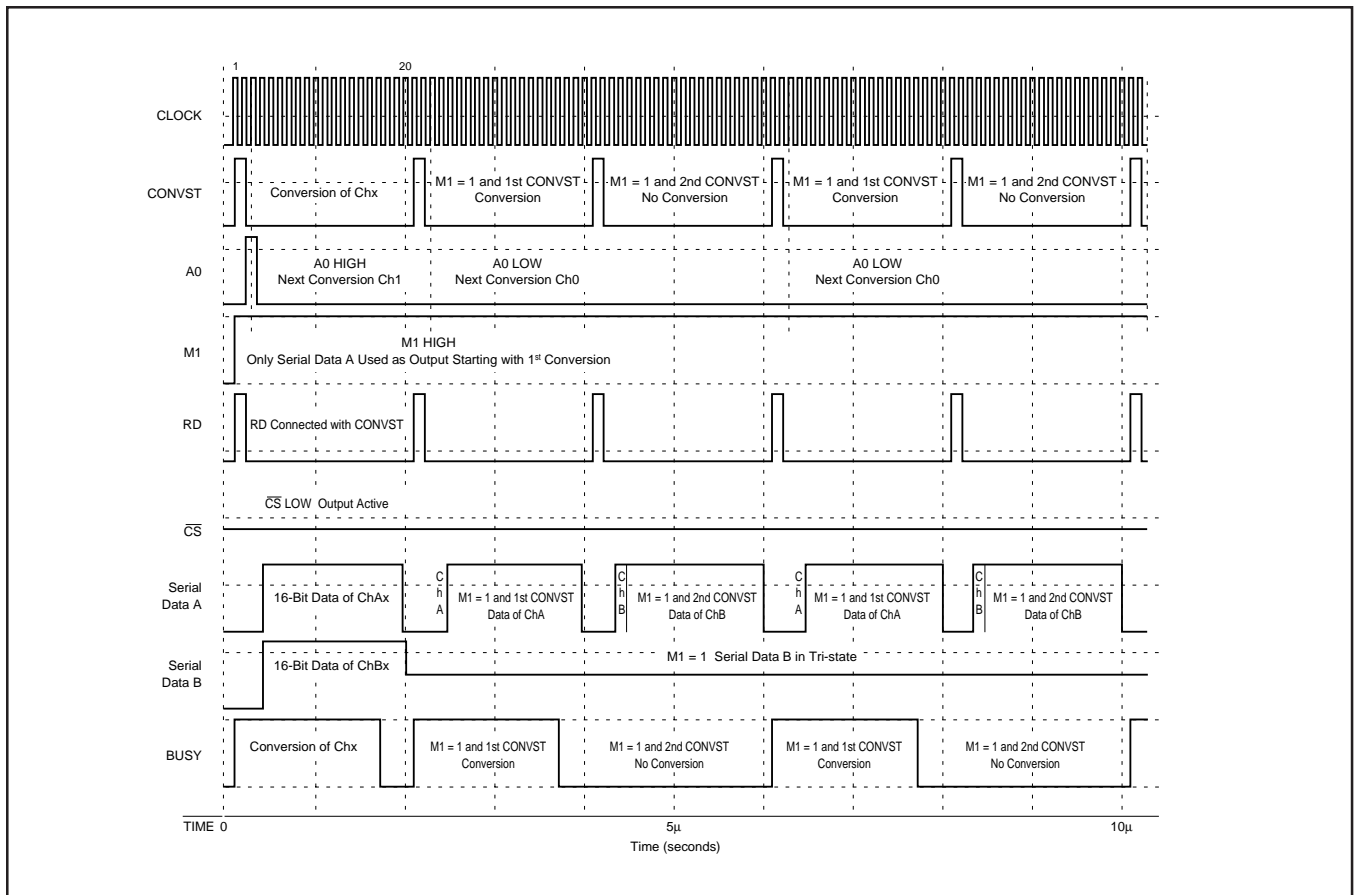 1
20
CLOCK
CONVST
Conversion of Chx
M1 = 1 and 1st CONVST
Conversion
M1 = 1 and 2nd CONVST
No Conversion
M1 = 1 and 1st CONVST
Conversion
M1 = 1 and 2nd CONVST
No Conversion
A0
A0 HIGH
Next Conversion Ch1
A0 LOW
Next Conversion Ch0
A0 LOW
Next Conversion Ch0
M1
M1 HIGH
Only Serial Data A Used as Output Starting with 1st Conversion
RD
RD Connected with CONVST
CS LOW Output Active
CS
Serial
Data A
16-Bit Data of ChAx
ChA
M1 = 1 and 1st CONVST
Data of ChA
ChB
M1 = 1 and 2nd CONVST
Data of ChB
ChA
M1 = 1 and 1st CONVST
Data of ChA
ChB
M1 = 1 and 2nd CONVST
Data of ChB
Serial
Data B
16-Bit Data of ChBx
M1 = 1 Serial Data B in Tri-state
BUSY
Conversion of Chx
M1 = 1 and 1st CONVST
Conversion
M1 = 1 and 2nd CONVST
No Conversion
M1 = 1 and 1st CONVST
Conversion
M1 = 1 and 2nd CONVST
No Conversion
TIME 0
5µ
10µ
Time (seconds)